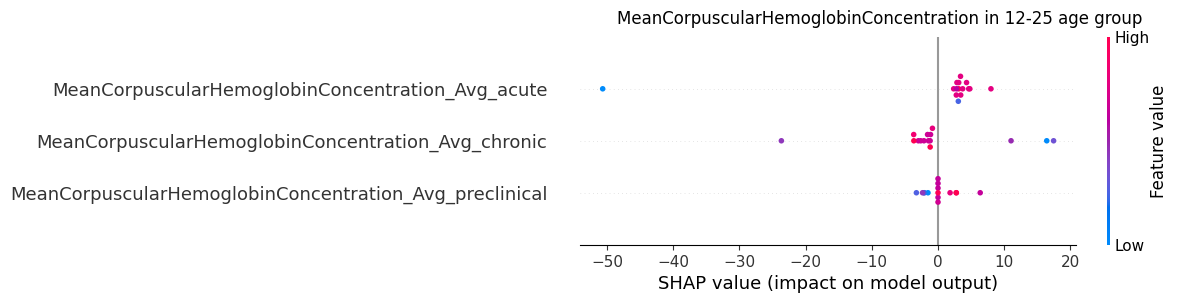 MeanCorpuscularHemoglobinConcentration in 12-25 age group
High
MeanCorpuscularHemoglobinConcentration_Avg_acute
MeanCorpuscularHemoglobinConcentration_Avg_chronic
MeanCorpuscularHemoglobinConcentration_Avg_preclinical
Feature value
Low
−50 −40 −30 −20 −10 0 10 20
SHAP value (impact on model output)